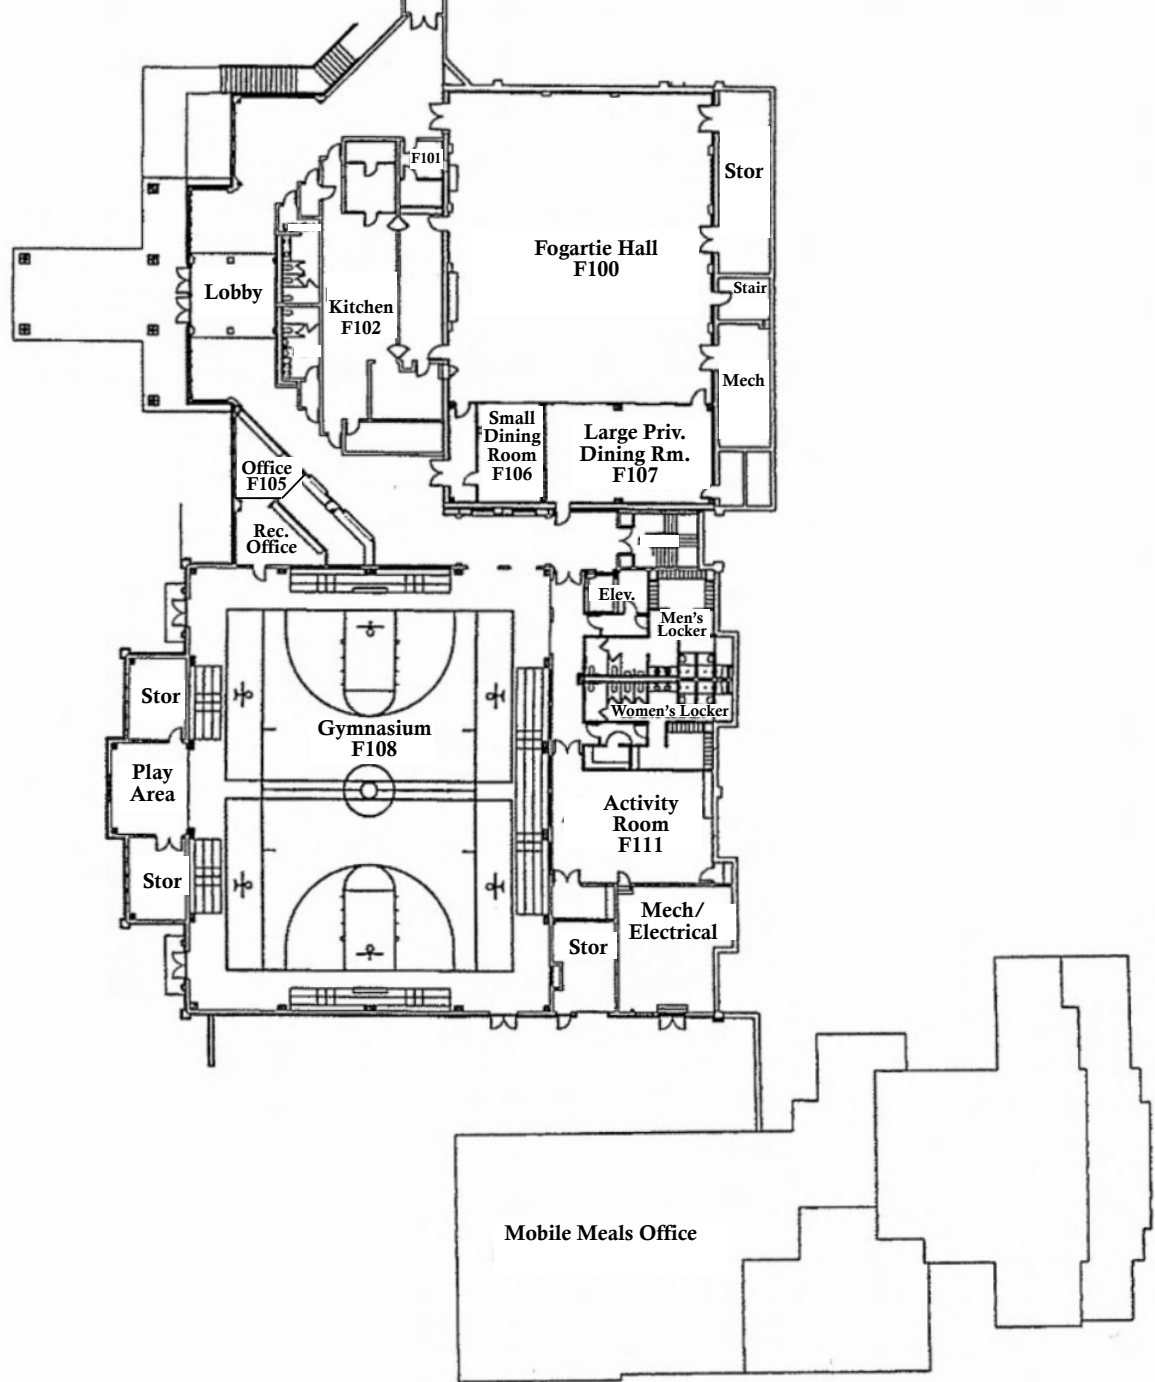 F101
Stor
Fogartie Hall
F100
Stair
Lobby
Kitchen
F102
Mech
Small
Dining
Room
F106
Large Priv.
Dining Rm.
F107
Office
F105
Rec.
Office
Elev.
Men's
Locker
Women's Locker
Stor
Gymnasium
F108
Play
Area
Activity
Room
F111
Stor
Mech/
Electrical
Stor
Mobile Meals Office